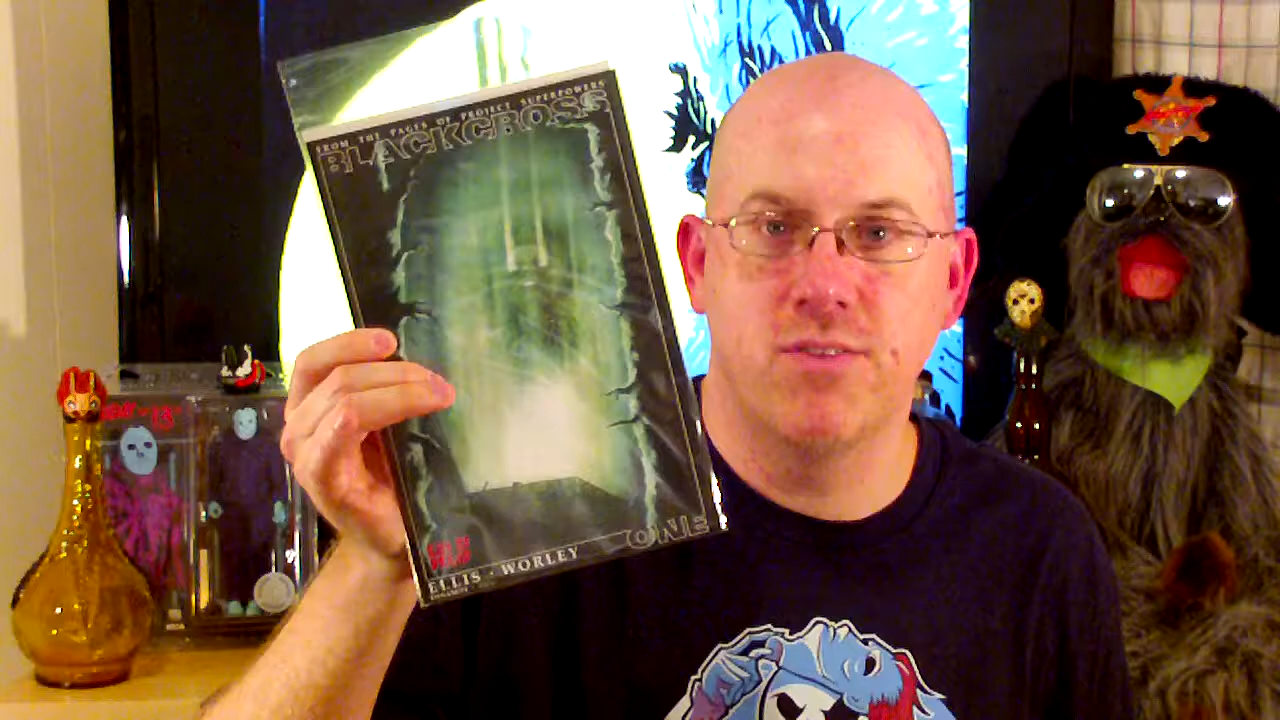 FROM THE PAGES OF PROJECT SUPERPOWERS
BLACKCROSS
ONE
ELLIS · WORLEY